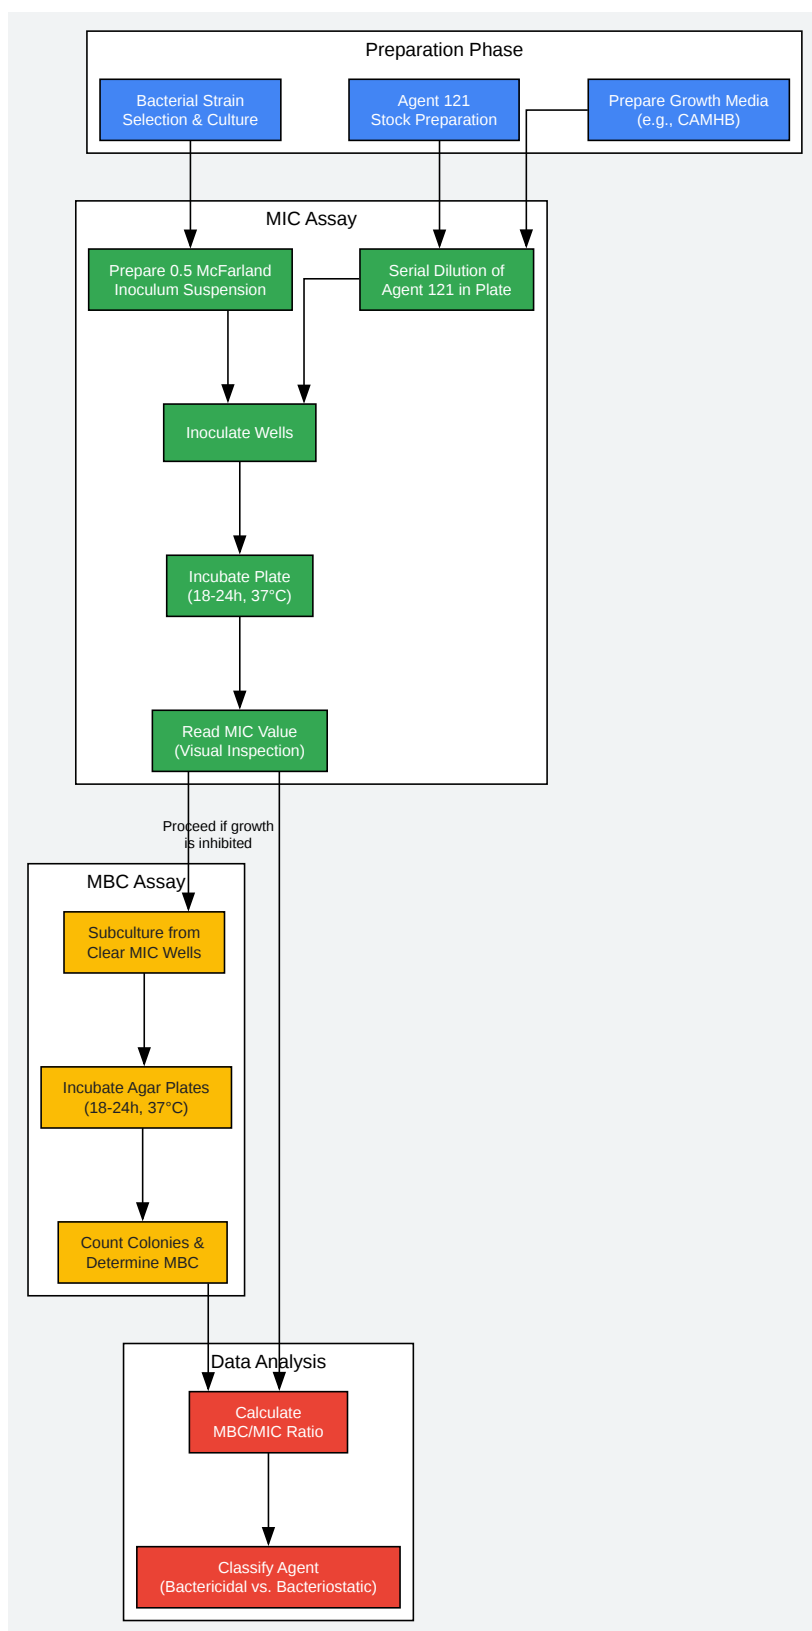 Preparation Phase
Bacterial Strain
Selection & Culture
Agent 121
Stock Preparation
Prepare Growth Media
(e.g., CAMHB)
MIC Assay
Prepare 0.5 McFarland
Inoculum Suspension
Serial Dilution of
Agent 121 in Plate
Inoculate Wells
Incubate Plate
(18-24h, 37°C)
Read MIC Value
(Visual Inspection)
Proceed if growth
is inhibited
MBC Assay
Subculture from
Clear MIC Wells
Incubate Agar Plates
(18-24h, 37°C)
Count Colonies &
Determine MBC
Data Analysis
Calculate
MBC/MIC Ratio
Classify Agent
(Bactericidal vs. Bacteriostatic)